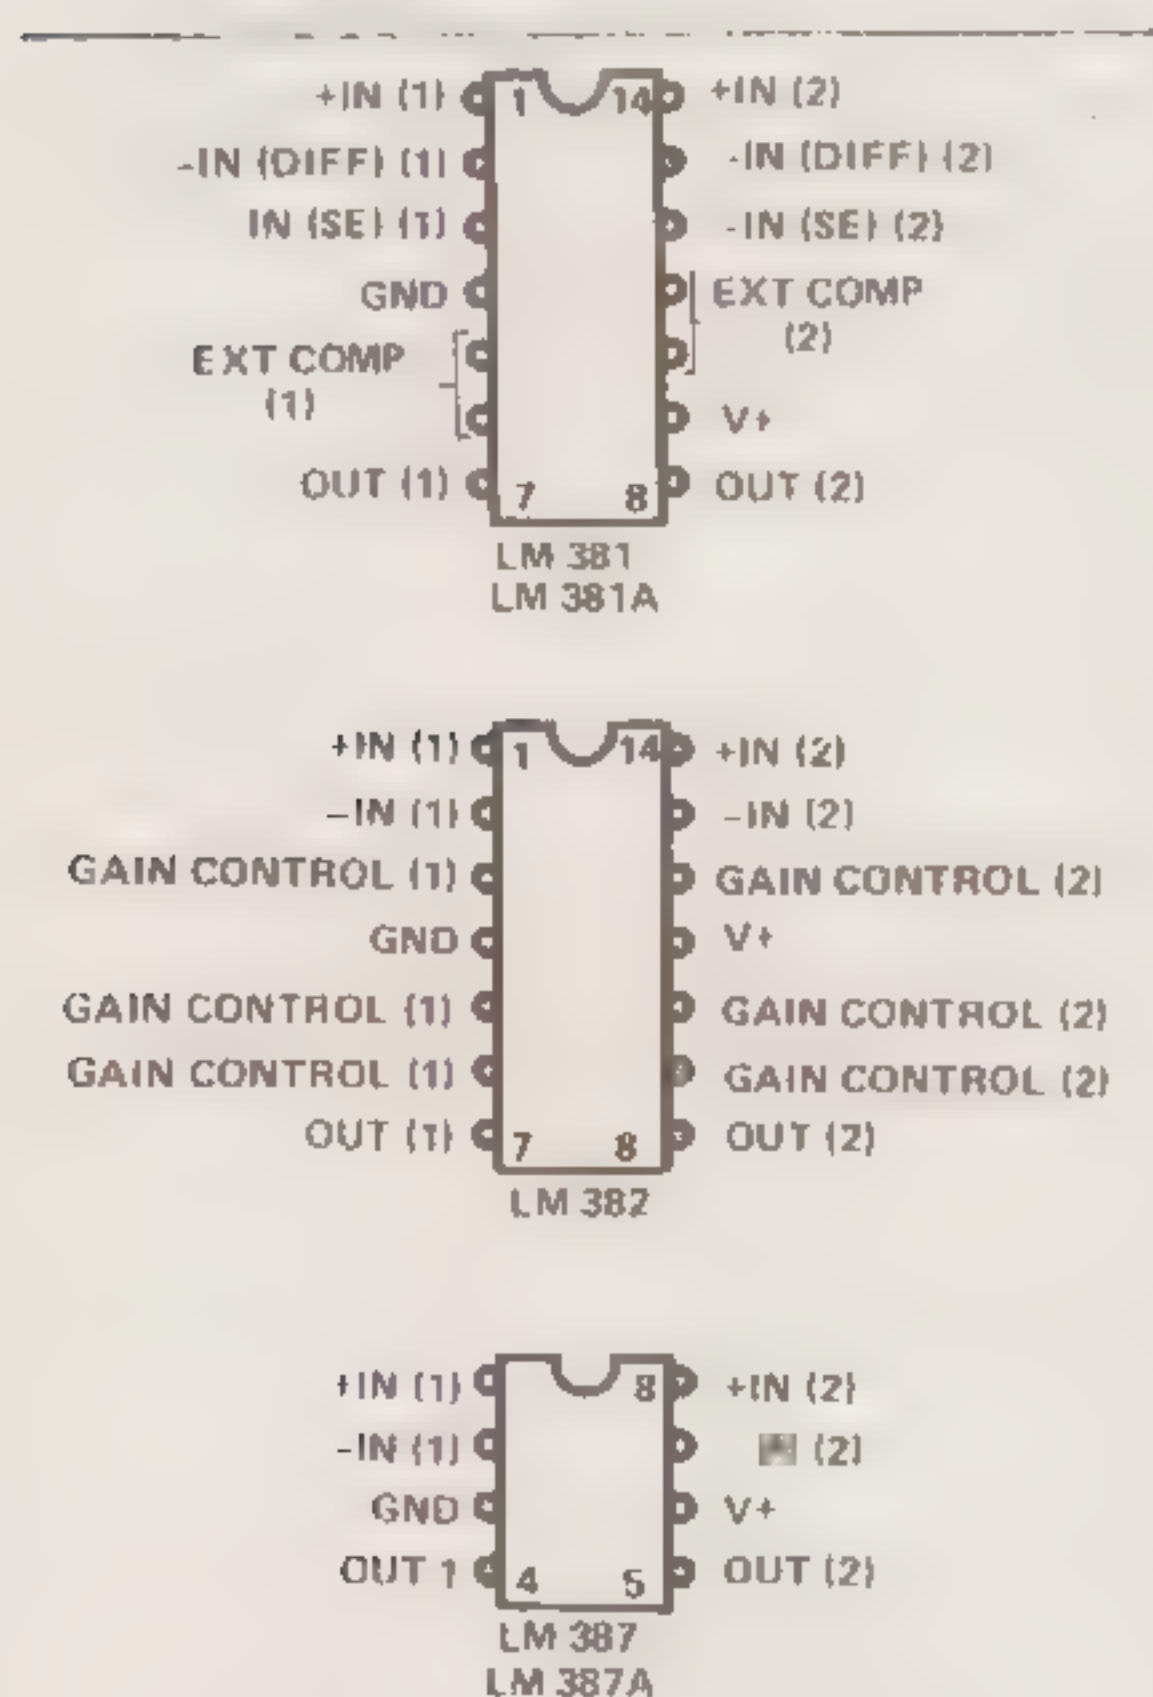 +IN (1) 1 14 +IN (2)
-IN (DIFF) (1) -IN (DIFF) (2)
IN (SE) (1) -IN (SE) (2)
GND EXT COMP
(2)
EXT COMP
(1)
V+
OUT (1) 7 8 OUT (2)
LM 381
LM 381A
+IN (1) 1 14 +IN (2)
–IN (1) –IN (2)
GAIN CONTROL (1) GAIN CONTROL (2)
GND V+
GAIN CONTROL (1) GAIN CONTROL (2)
GAIN CONTROL (1) GAIN CONTROL (2)
OUT (1) 7 8 OUT (2)
LM 382
+IN (1) 8 +IN (2)
-IN (1) (2)
GND V+
OUT 1 4 5 OUT (2)
LM 387
LM 387A